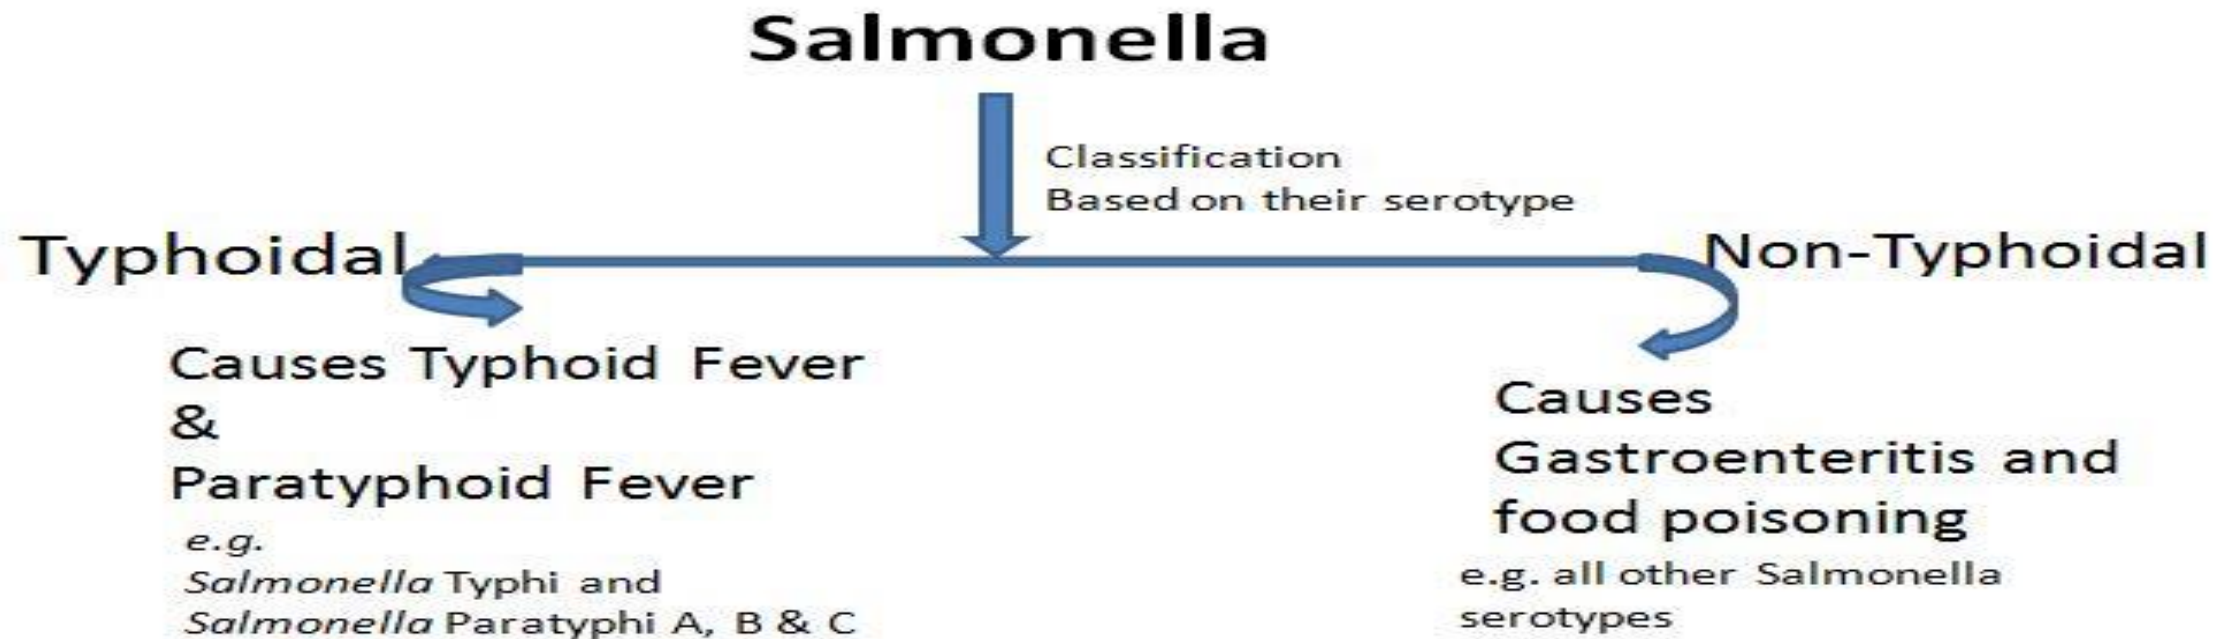 Salmonella
Classification
Based on their serotype
Typhoidal
Non-Typhoidal
Causes Typhoid Fever
&
Paratyphoid Fever
e.g.
Salmonella Typhi and
Salmonella Paratyphi A, B & C
Causes
Gastroenteritis and
food poisoning
e.g. all other Salmonella
serotypes